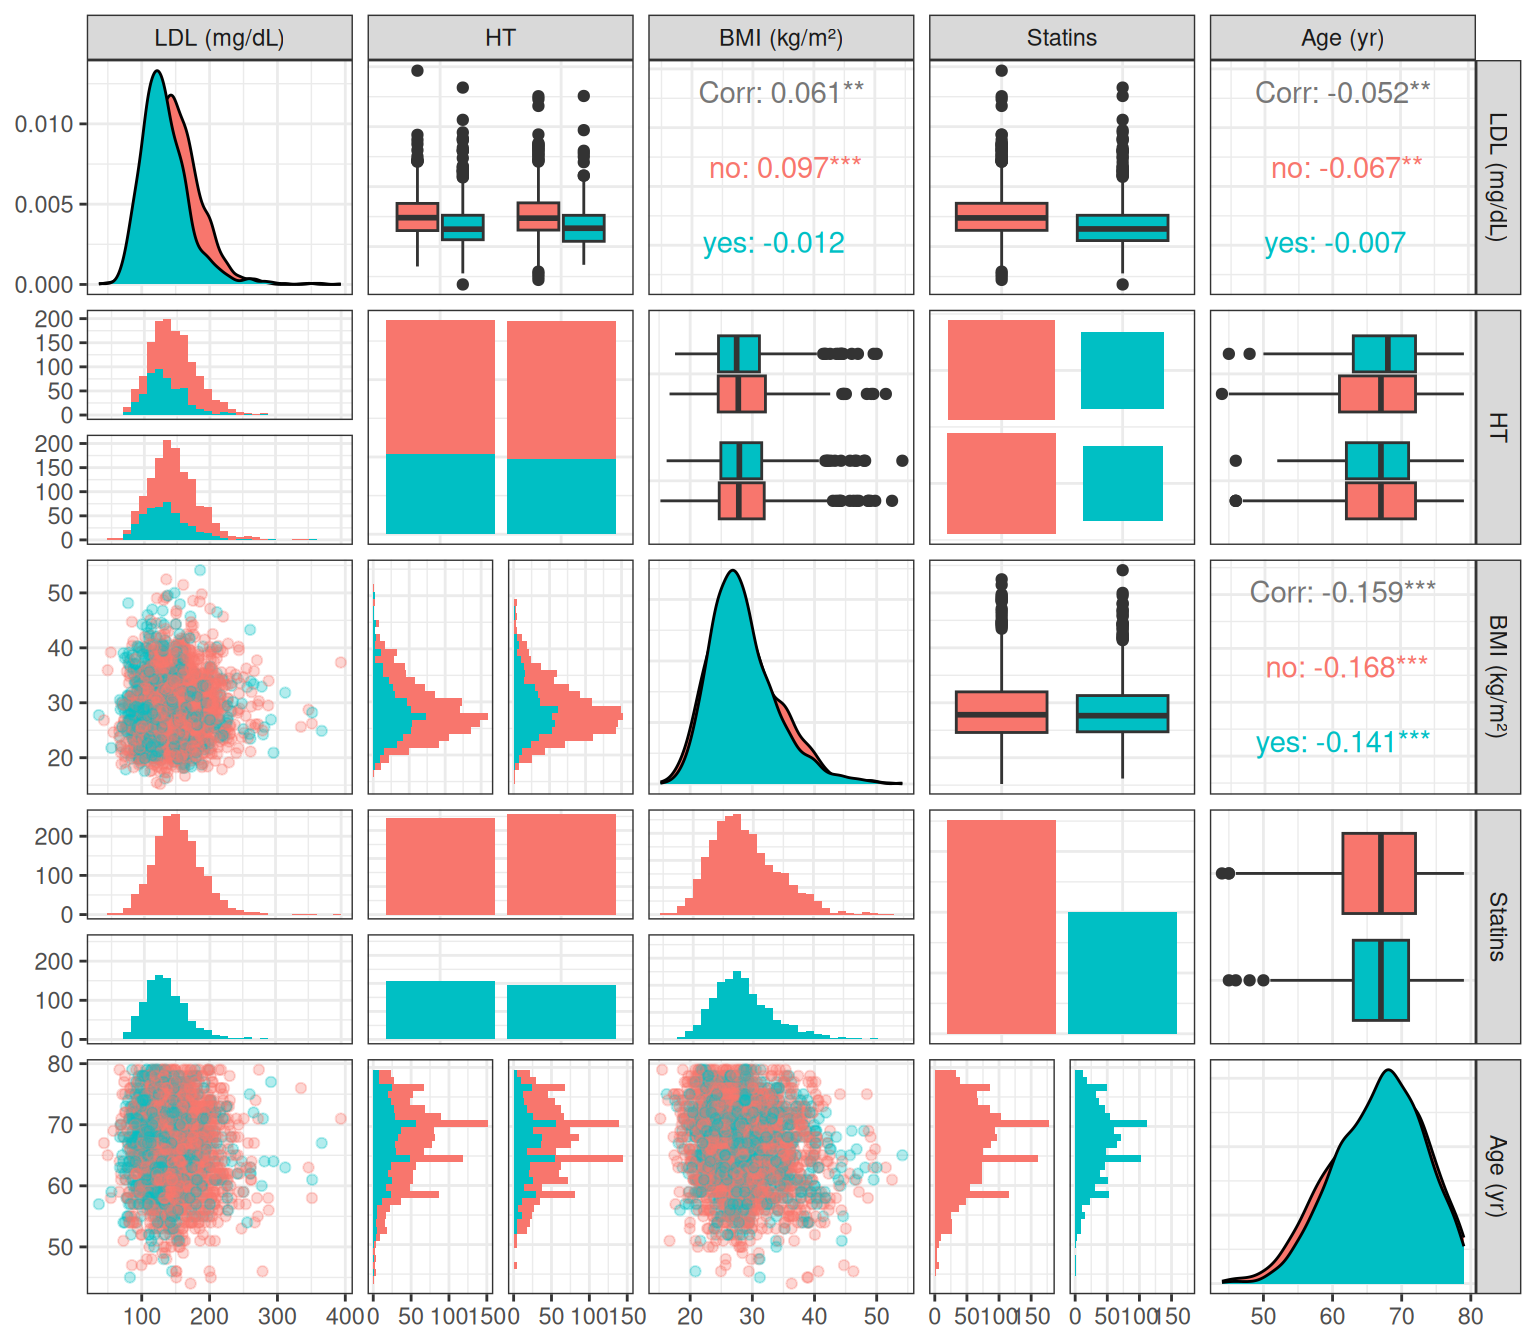 LDL (mg/dL) HT BMI (kg/m²) Statins Age (yr)
0.010
0.005
0.000
Corr: 0.061**
no: 0.097***
yes: -0.012
Corr: -0.052**
no: -0.067**
yes: -0.007
LDL (mg/dL)
200
150
100
50
0
200
150
100
50
0
HT
50
40
30
20
Corr: -0.159***
no: -0.168***
yes: -0.141***
BMI (kg/m²)
200
100
0
200
100
0
Statins
80
70
60
50
Age (yr)
100 200 300 400 0 50 100 150 0 50 100 150 20 30 40 50 0 50 100 150 0 50 100 150 50 60 70 80